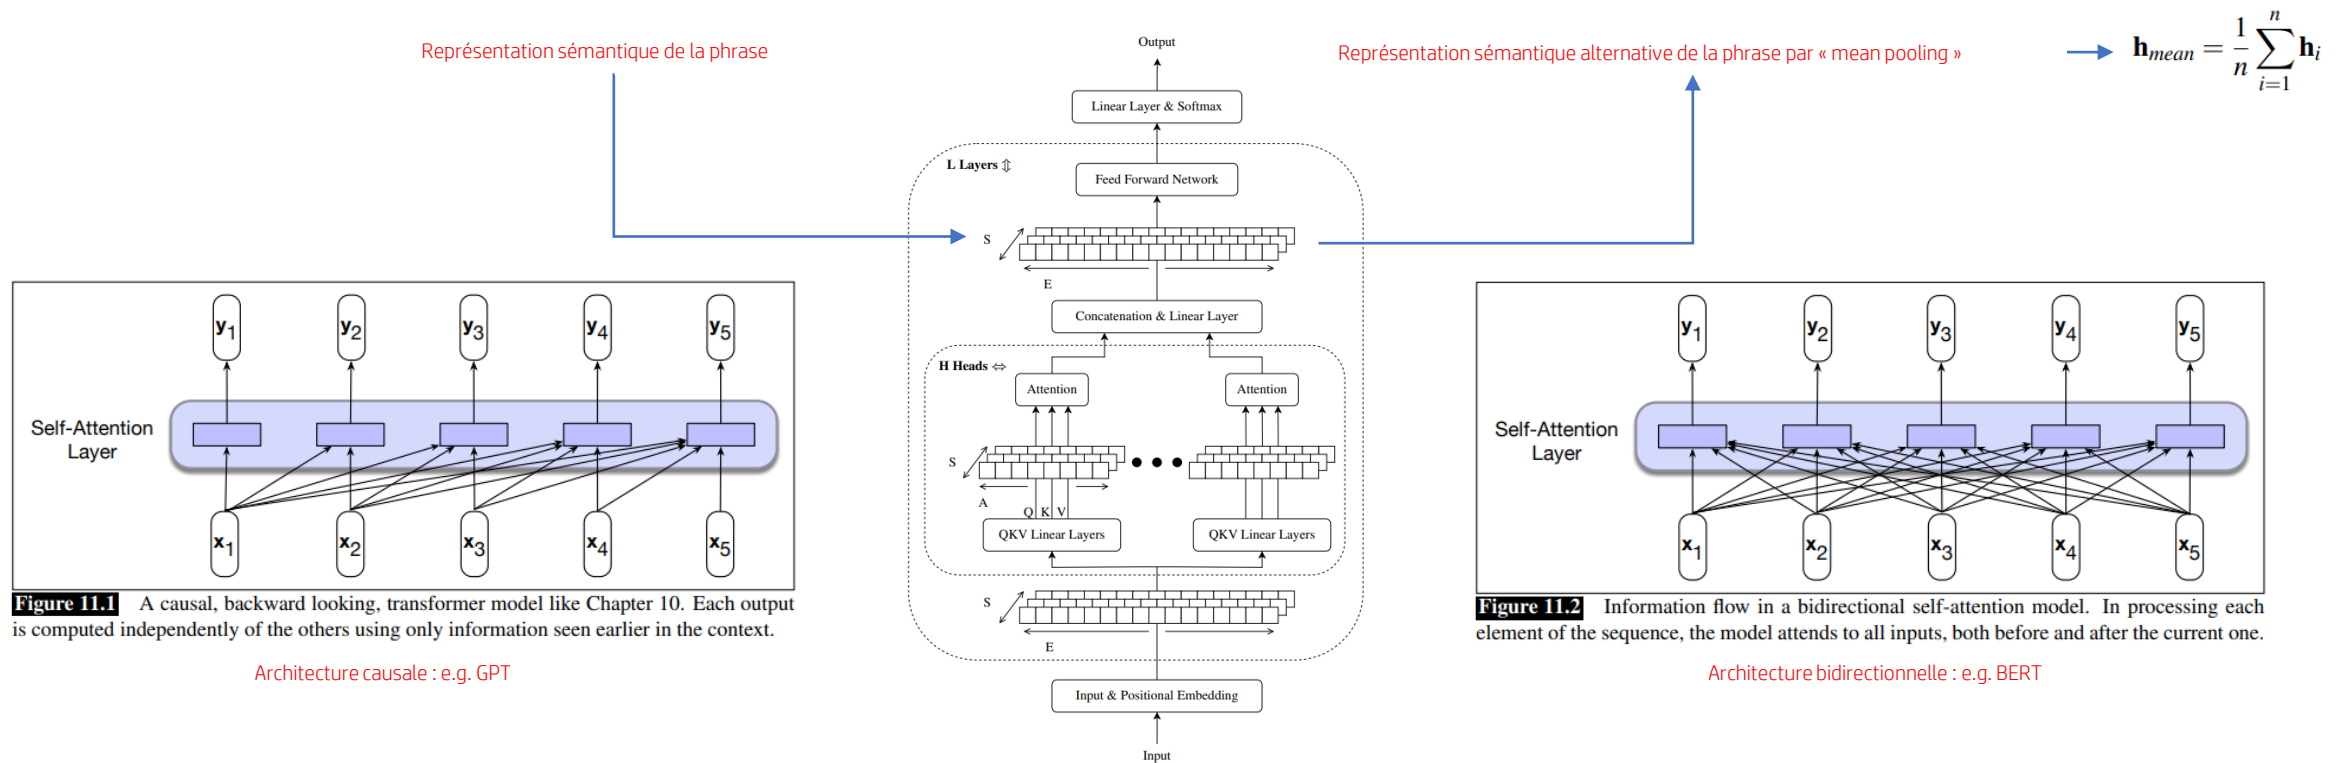 Représentation sémantique de la phrase
Output
Représentation sémantique alternative de la phrase par « mean pooling »
h_mean = 1/n ∑_{i=1}^{n} h_i
Linear Layer & Softmax
L Layers ⇳
Feed Forward Network
S
E
Concatenation & Linear Layer
H Heads ⬄
Attention
Attention
S
A
Q K V
QKV Linear Layers
QKV Linear Layers
S
E
Input & Positional Embedding
Input
y1 y2 y3 y4 y5
Self-Attention
Layer
x1 x2 x3 x4 x5
Figure 11.1 A causal, backward looking, transformer model like Chapter 10. Each output
is computed independently of the others using only information seen earlier in the context.
Architecture causale : e.g. GPT
y1 y2 y3 y4 y5
Self-Attention
Layer
x1 x2 x3 x4 x5
Figure 11.2 Information flow in a bidirectional self-attention model. In processing each
element of the sequence, the model attends to all inputs, both before and after the current one.
Architecture bidirectionnelle : e.g. BERT